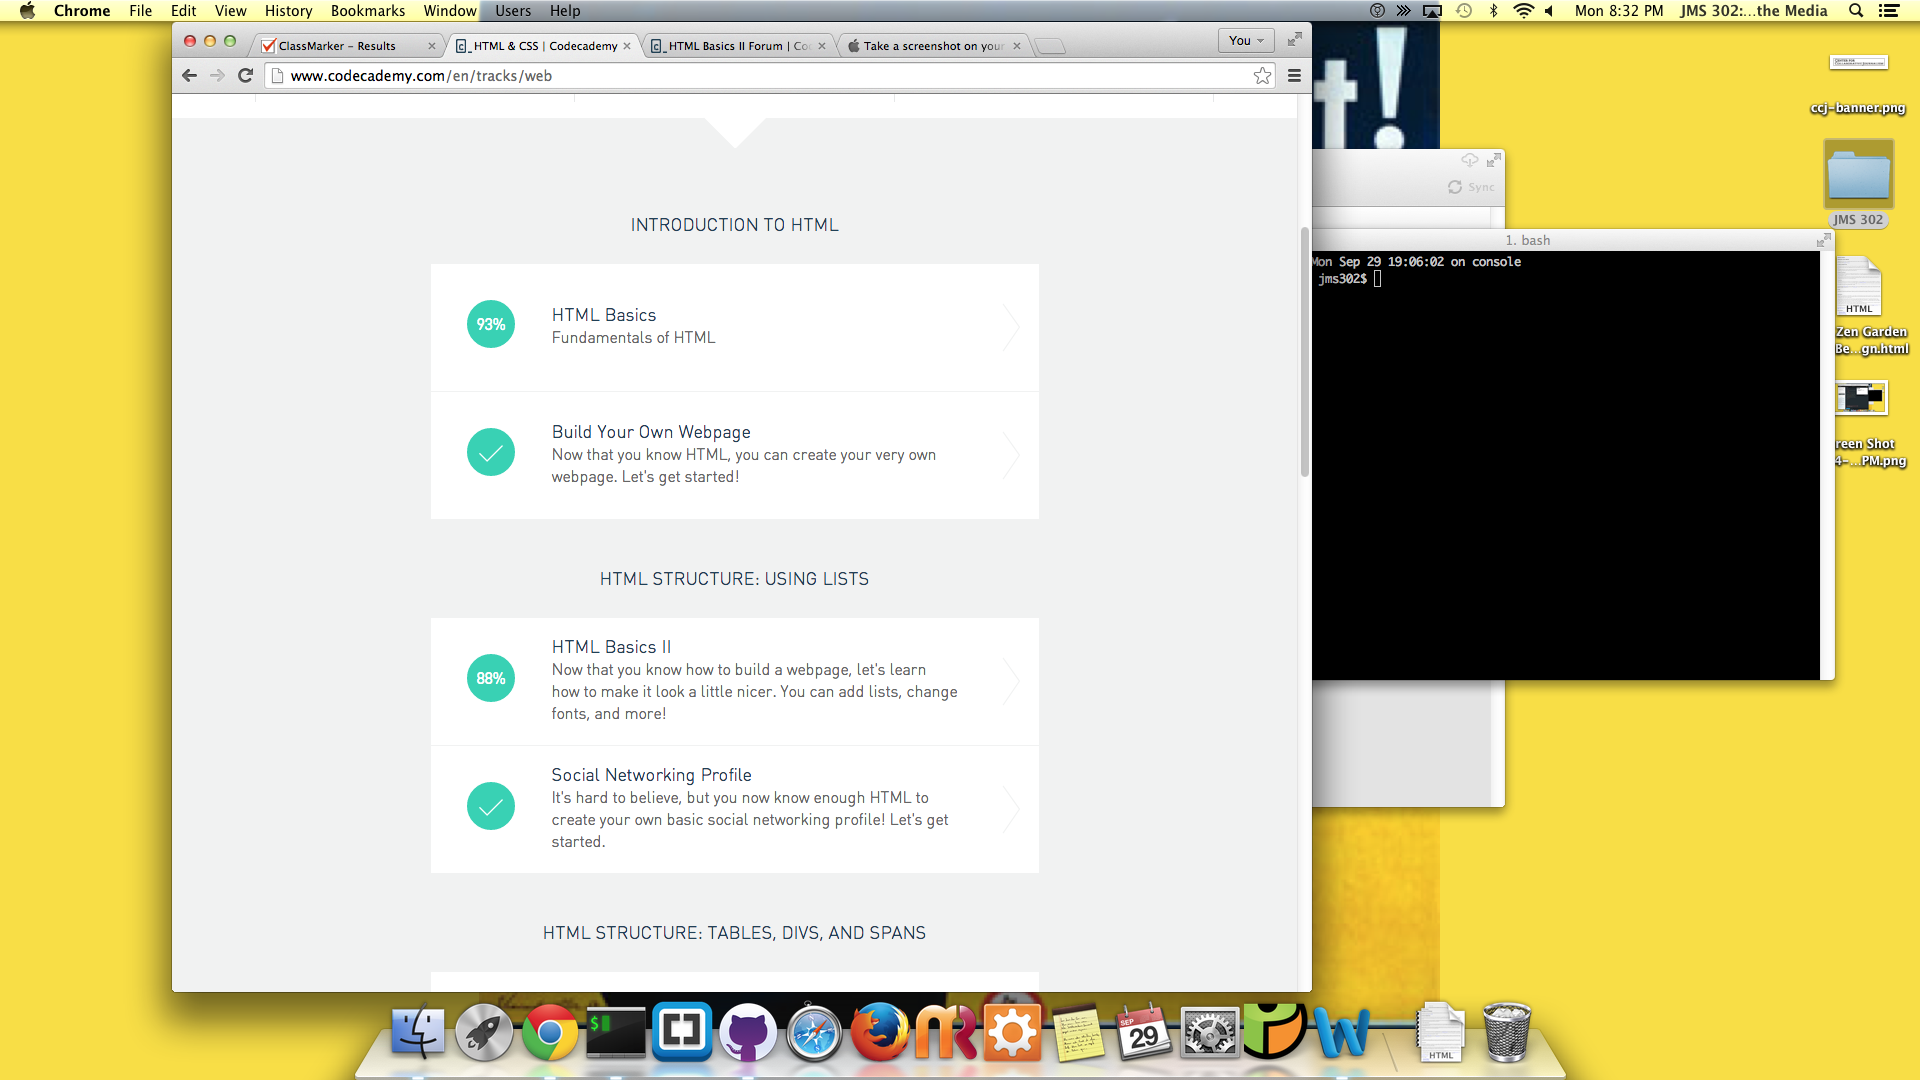 Chrome File Edit View History Bookmarks Window Users Help Mon 8:32 PM JMS 302:...the Media
ClassMarker – Results
HTML & CSS | Codecademy
HTML Basics II Forum | Co
Take a screenshot on your
You
www.codecademy.com/en/tracks/web
t!
ccj-banner.png
Sync
JMS 302
INTRODUCTION TO HTML
1. bash
Mon Sep 29 19:06:02 on console
jms302$
HTML
Zen Garden
Be...gn.html
93%
HTML Basics
Fundamentals of HTML
Build Your Own Webpage
Now that you know HTML, you can create your very own
webpage. Let's get started!
reen Shot
4-...PM.png
HTML STRUCTURE: USING LISTS
88%
HTML Basics II
Now that you know how to build a webpage, let's learn
how to make it look a little nicer. You can add lists, change
fonts, and more!
Social Networking Profile
It's hard to believe, but you now know enough HTML to
create your own basic social networking profile! Let's get
started.
HTML STRUCTURE: TABLES, DIVS, AND SPANS
$
SEP
29
HTML